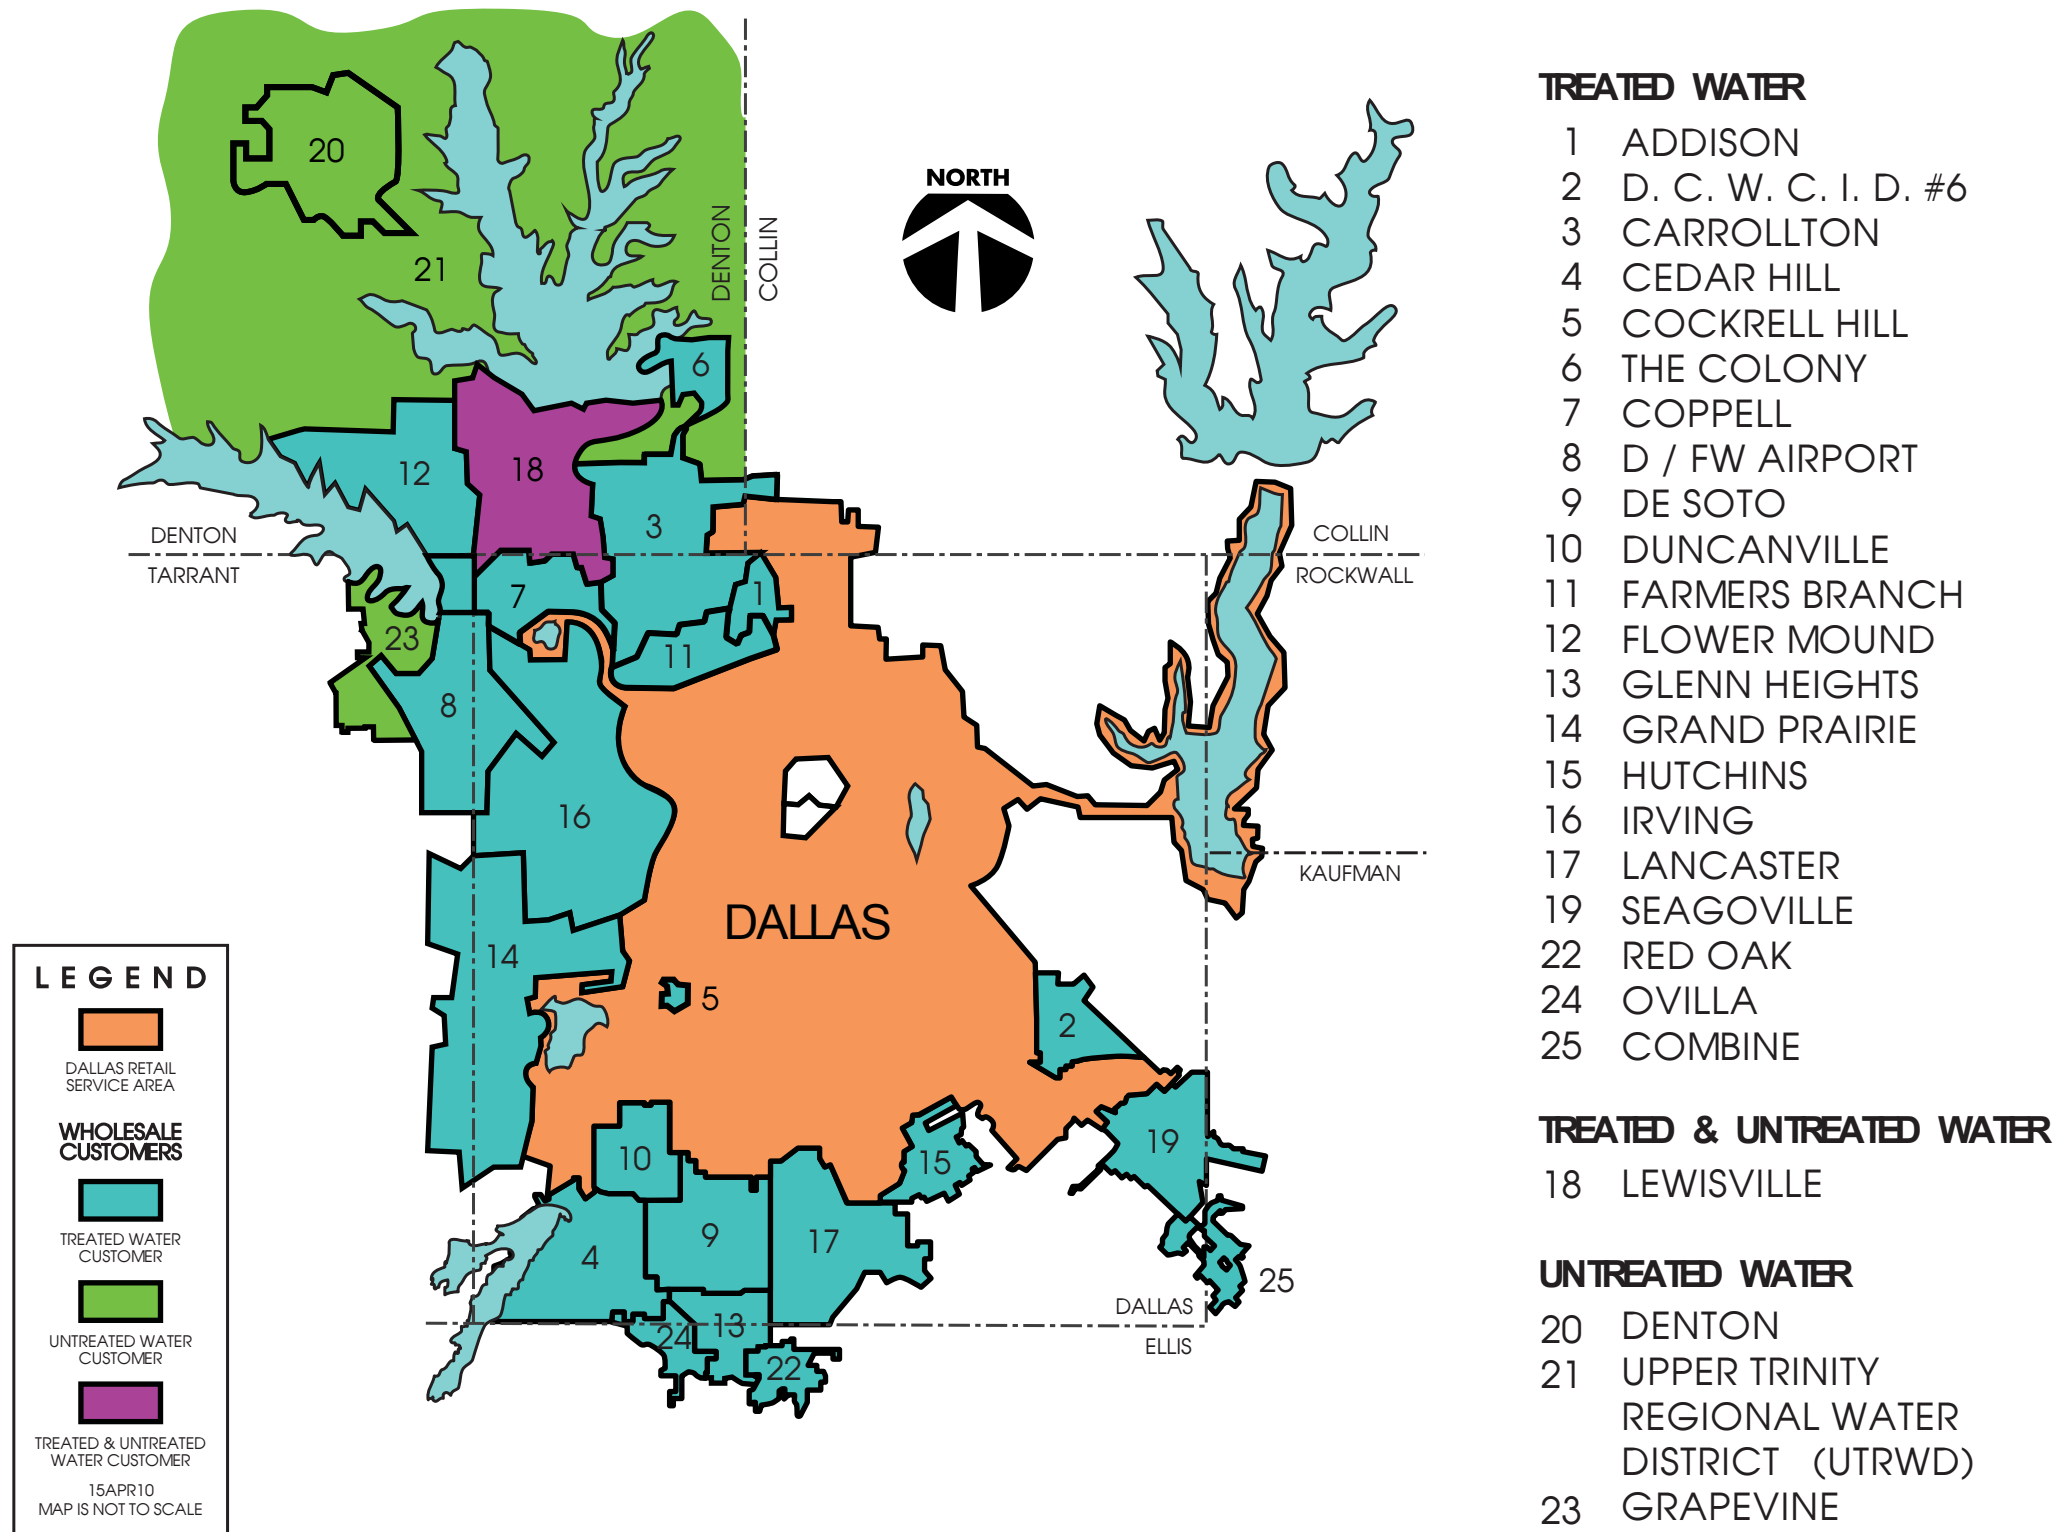 20
21
DENTON
COLLIN
NORTH
6
12
18
3
DENTON
TARRANT
COLLIN
ROCKWALL
7
1
23
11
8
16
KAUFMAN
DALLAS
14
5
2
10
15
19
9
17
4
25
DALLAS
ELLIS
13
24
22
LEGEND
DALLAS RETAIL
SERVICE AREA
WHOLESALE
CUSTOMERS
TREATED WATER
CUSTOMER
UNTREATED WATER
CUSTOMER
TREATED & UNTREATED
WATER CUSTOMER
15APR10
MAP IS NOT TO SCALE
TREATED WATER
1 ADDISON
2 D. C. W. C. I. D. #6
3 CARROLLTON
4 CEDAR HILL
5 COCKRELL HILL
6 THE COLONY
7 COPPELL
8 D / FW AIRPORT
9 DE SOTO
10 DUNCANVILLE
11 FARMERS BRANCH
12 FLOWER MOUND
13 GLENN HEIGHTS
14 GRAND PRAIRIE
15 HUTCHINS
16 IRVING
17 LANCASTER
19 SEAGOVILLE
22 RED OAK
24 OVILLA
25 COMBINE
TREATED & UNTREATED WATER
18 LEWISVILLE
UNTREATED WATER
20 DENTON
21 UPPER TRINITY
REGIONAL WATER
DISTRICT (UTRWD)
23 GRAPEVINE